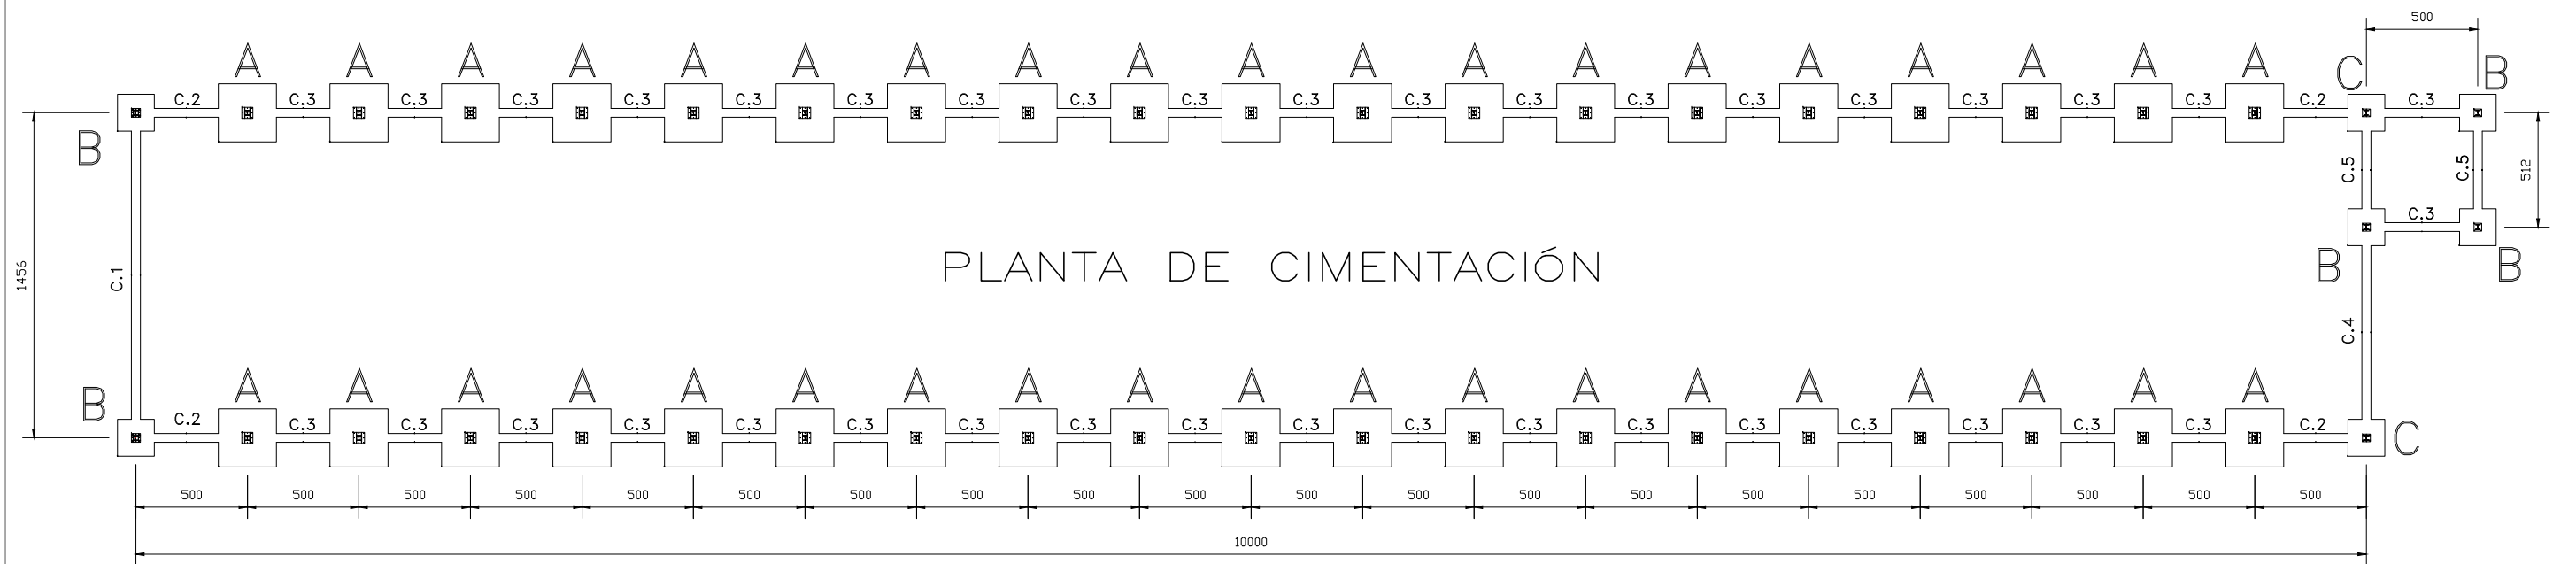 500
A A A A A A A A A A A A A A A A A A A C B
C.2 C.3 C.3 C.3 C.3 C.3 C.3 C.3 C.3 C.3 C.3 C.3 C.3 C.3 C.3 C.3 C.3 C.3 C.3 C.2 C.3
B
C.5 C.5 512
C.3
1456 C.1 PLANTA DE CIMENTACIÓN B B
C.4
B A A A A A A A A A A A A A A A A A A A
C.2 C.3 C.3 C.3 C.3 C.3 C.3 C.3 C.3 C.3 C.3 C.3 C.3 C.3 C.3 C.3 C.3 C.3 C.3 C.2 C
500 500 500 500 500 500 500 500 500 500 500 500 500 500 500 500 500 500 500 500
10000